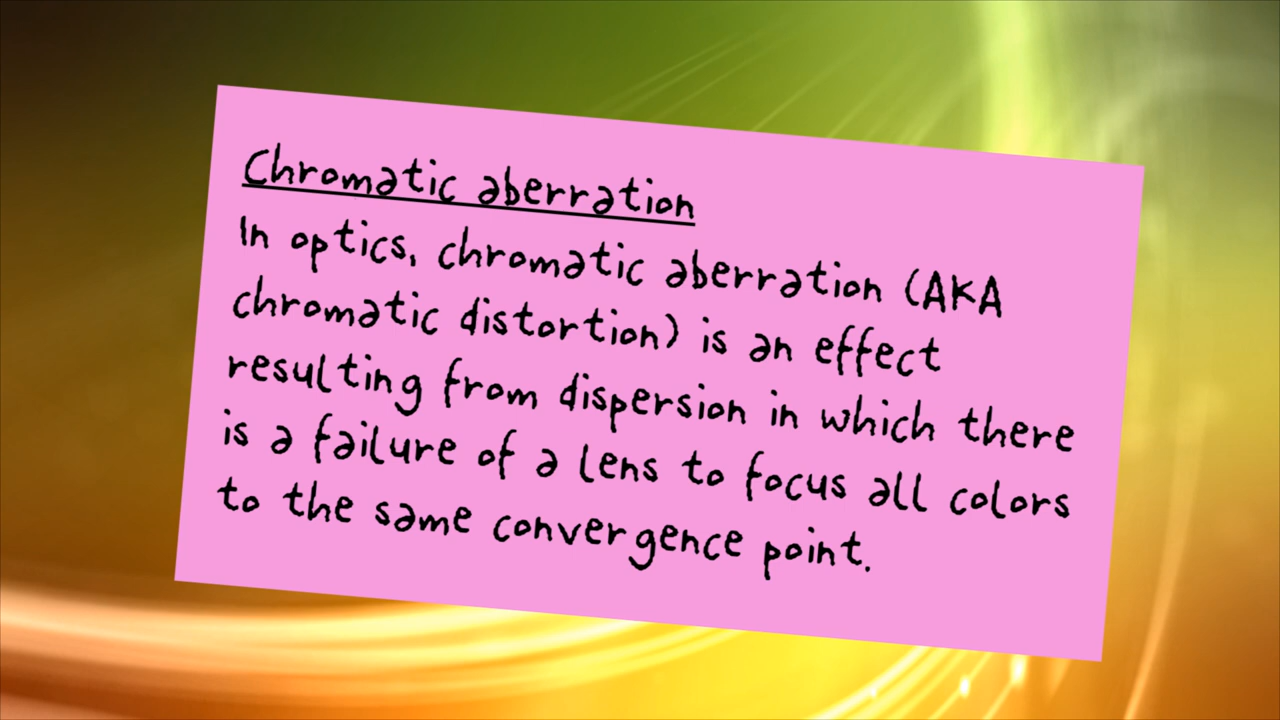 Chromatic aberration
In optics, chromatic aberration (AKA
chromatic distortion) is an effect
resulting from dispersion in which there
is a failure of a lens to focus all colors
to the same convergence point.